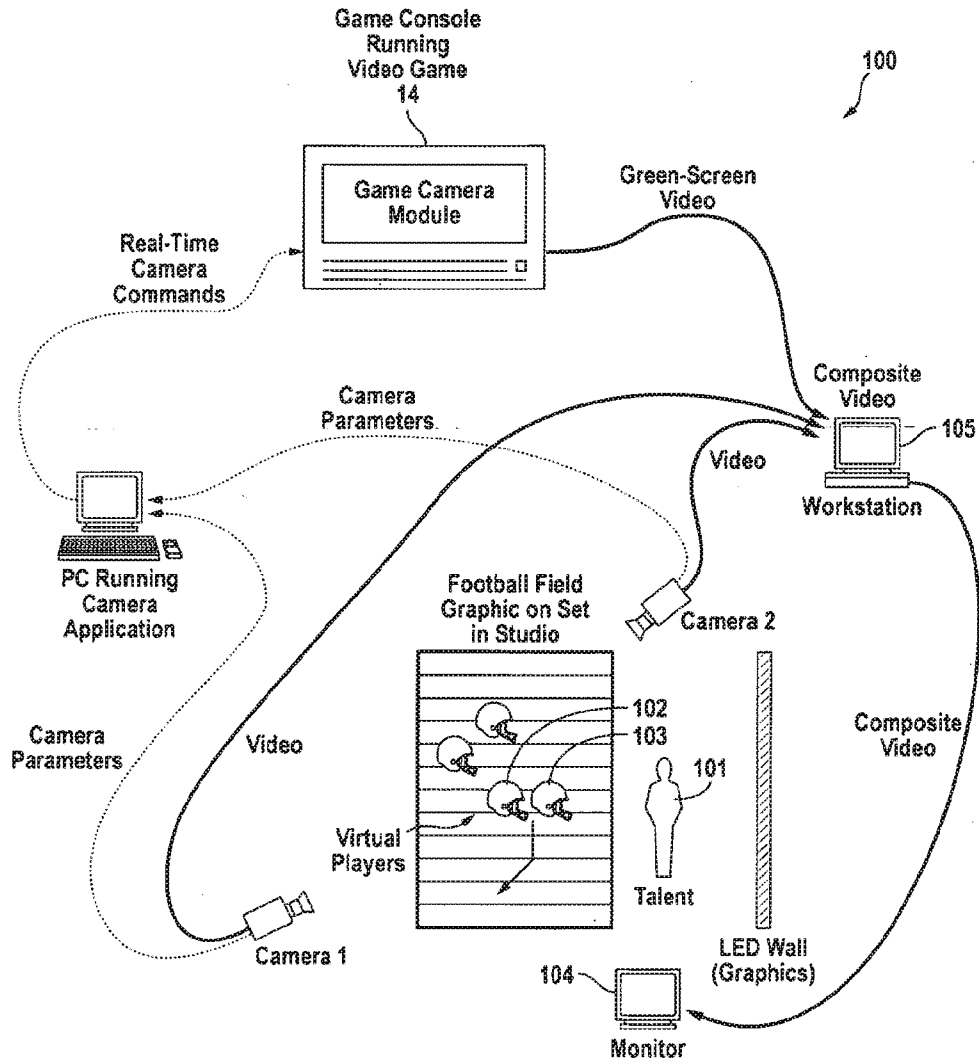 Game Console
Running
Video Game
14
100
Game Camera
Module
Green-Screen
Video
Real-Time
Camera
Commands
Camera
Parameters
Composite
Video
105
Video
Workstation
PC Running
Camera
Application
Football Field
Graphic on Set
in Studio
Camera 2
102
103
Camera
Parameters
Video
Composite
Video
101
Virtual
Players
Talent
Camera 1
LED Wall
(Graphics)
104
Monitor